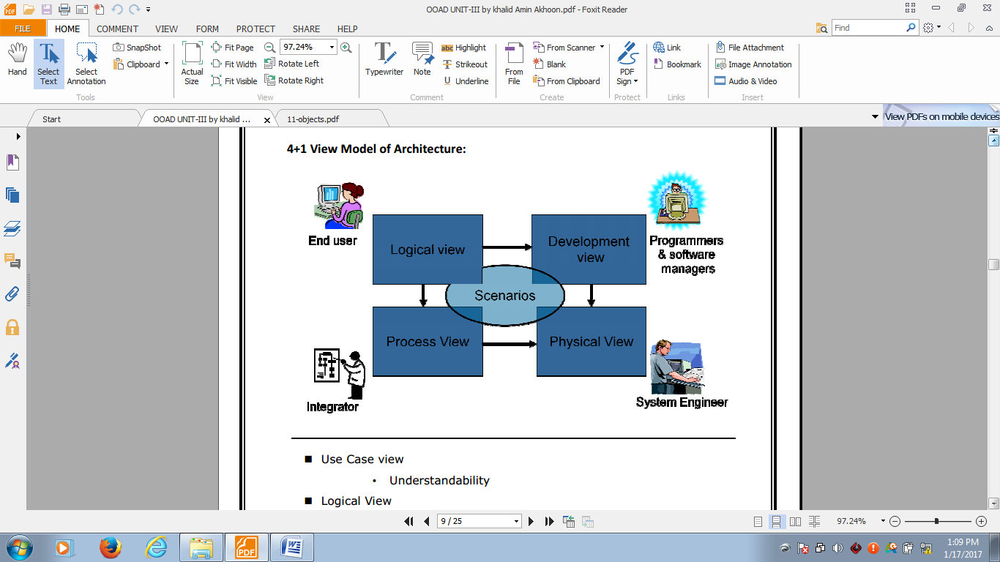 OOAD UNIT-III by khalid Amin Akhoon.pdf - Foxit Reader
FILE HOME COMMENT VIEW FORM PROTECT SHARE HELP
Find
Hand
Select Text
Select Annotation
SnapShot
Clipboard
Tools
Actual Size
Fit Page
Fit Width
Fit Visible
97.24%
Rotate Left
Rotate Right
View
Typewriter
Note
abc Highlight
T Strikeout
U Underline
Comment
From File
From Scanner
Blank
From Clipboard
Create
PDF Sign
Protect
Link
Bookmark
Links
File Attachment
Image Annotation
Audio & Video
Insert
Start
OOAD UNIT-III by khalid ...
11-objects.pdf
View PDFs on mobile devices
4+1 View Model of Architecture:
End user
Logical view
Development view
Programmers
& software
managers
Scenarios
Process View
Physical View
Integrator
System Engineer
■ Use Case view
• Understandability
■ Logical View
9 / 25
97.24%
PDF
1:09 PM
1/17/2017